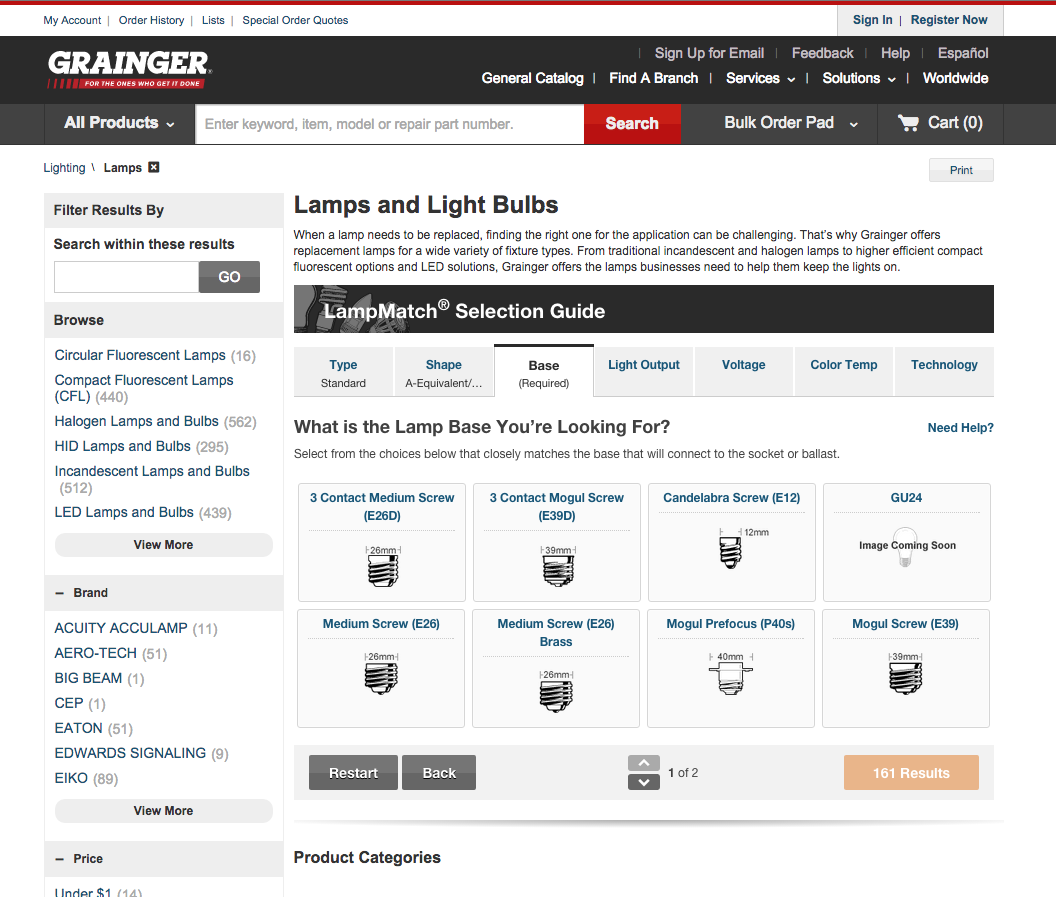 My Account | Order History | Lists | Special Order Quotes
Sign In | Register Now
GRAINGER®
FOR THE ONES WHO GET IT DONE
| Sign Up for Email | Feedback | Help | Español
General Catalog | Find A Branch | Services | Solutions | Worldwide
All Products
Enter keyword, item, model or repair part number.
Search
Bulk Order Pad
Cart (0)
Lighting \ Lamps
Print
Filter Results By
Search within these results
GO
Browse
Circular Fluorescent Lamps (16)
Compact Fluorescent Lamps
(CFL) (440)
Halogen Lamps and Bulbs (562)
HID Lamps and Bulbs (295)
Incandescent Lamps and Bulbs
(512)
LED Lamps and Bulbs (439)
View More
– Brand
ACUITY ACCULAMP (11)
AERO-TECH (51)
BIG BEAM (1)
CEP (1)
EATON (51)
EDWARDS SIGNALING (9)
EIKO (89)
View More
– Price
Under $1 (14)
Lamps and Light Bulbs
When a lamp needs to be replaced, finding the right one for the application can be challenging. That's why Grainger offers
replacement lamps for a wide variety of fixture types. From traditional incandescent and halogen lamps to higher efficient compact
fluorescent options and LED solutions, Grainger offers the lamps businesses need to help them keep the lights on.
LampMatch® Selection Guide
Type
Standard
Shape
A-Equivalent/...
Base
(Required)
Light Output
Voltage
Color Temp
Technology
What is the Lamp Base You're Looking For?
Need Help?
Select from the choices below that closely matches the base that will connect to the socket or ballast.
3 Contact Medium Screw
(E26D)
26mm
3 Contact Mogul Screw
(E39D)
39mm
Candelabra Screw (E12)
12mm
GU24
Image Coming Soon
Medium Screw (E26)
26mm
Medium Screw (E26)
Brass
26mm
Mogul Prefocus (P40s)
40mm
Mogul Screw (E39)
39mm
Restart
Back
1 of 2
161 Results
Product Categories